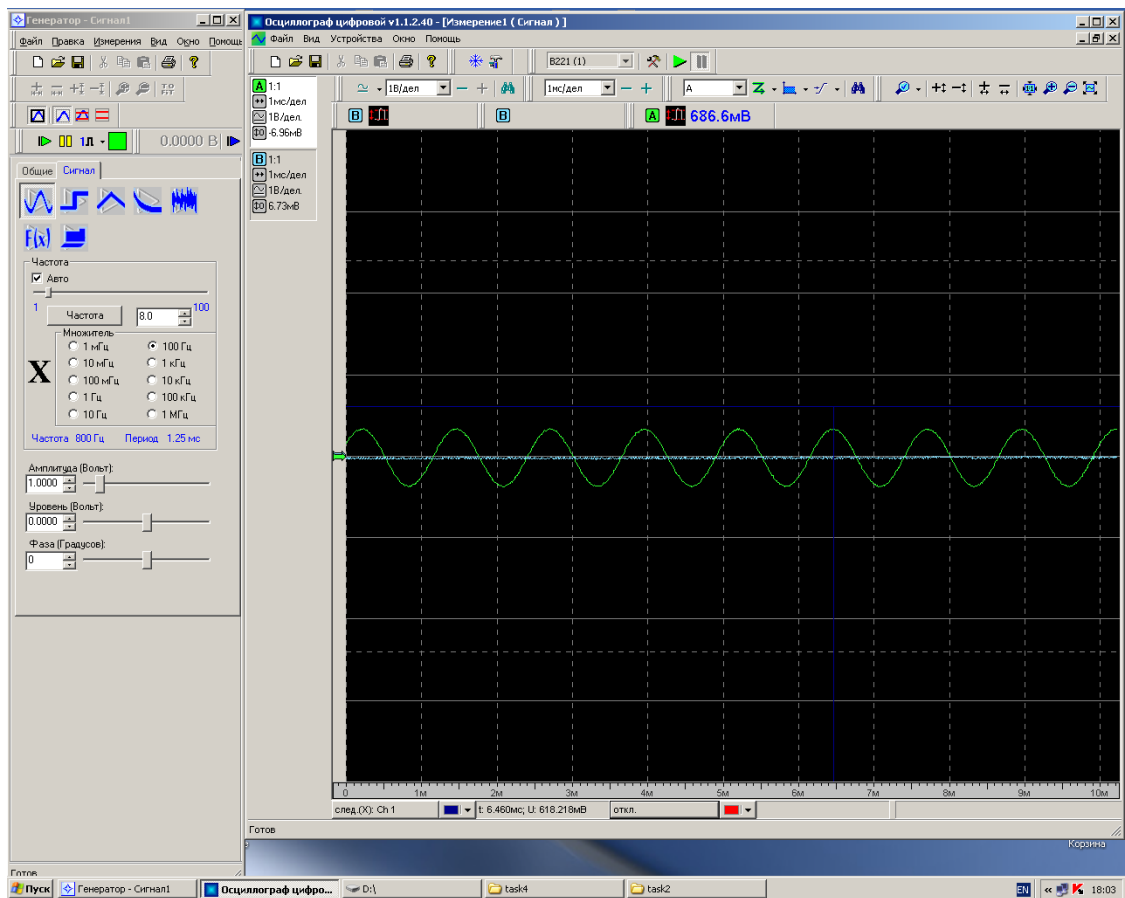 Генератор - Сигнал1
Файл Правка Измерения Вид Окно Помощь
0.0000 В
Общие Сигнал
F(x)
Частота
Авто
1 100
Частота 8.0
Множитель
X
1 мГц 100 Гц
10 мГц 1 кГц
100 мГц 10 кГц
1 Гц 100 кГц
10 Гц 1 МГц
Частота 800 Гц Период 1.25 мс
Амплитуда (Вольт):
1.0000
Уровень (Вольт):
0.0000
Фаза (Градусов):
0
Готов
Осциллограф цифровой v1.1.2.40 - [Измерение1 ( Сигнал ) ]
Файл Вид Устройства Окно Помощь
B221 (1)
1В/дел 1мс/дел A
A 1:1
1мс/дел
1В/дел.
-6.96мВ
B 1:1
1мс/дел
1В/дел.
6.73мВ
B B A 686.6мВ
0 1м 2м 3м 4м 5м 6м 7м 8м 9м 10м
след.(X): Ch 1 t: 6.460мс; U: 618.218мВ откл.
Готов
Корзина
Пуск Генератор - Сигнал1 Осциллограф цифро... D:\ task4 task2 EN « K 18:03